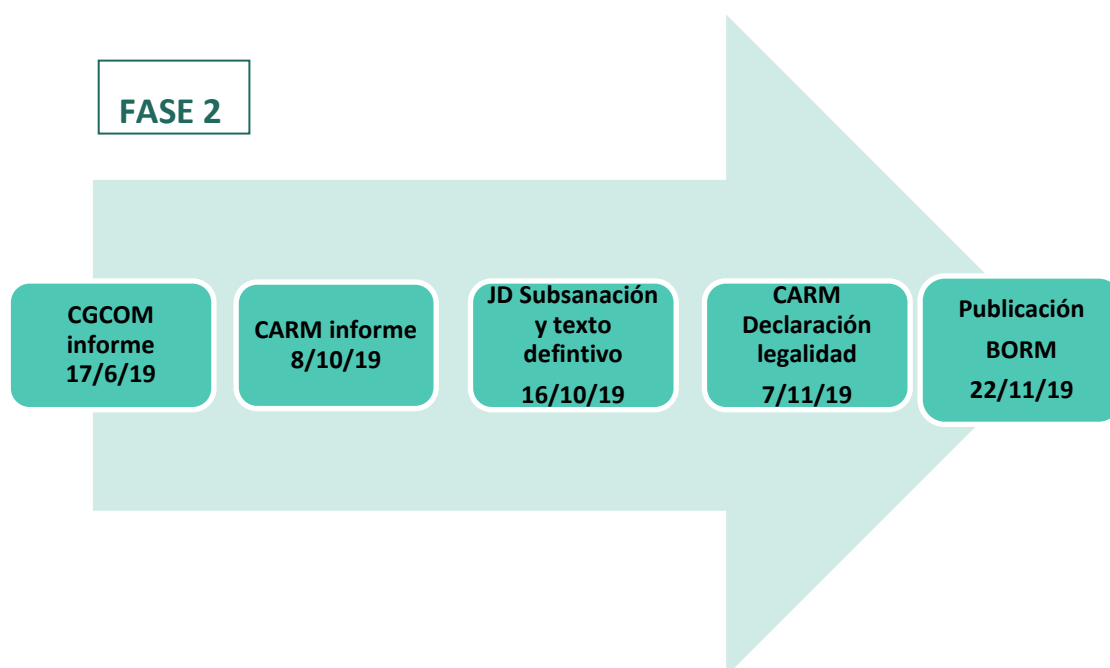 FASE 2
CGCOM
informe
17/6/19
CARM informe
8/10/19
JD Subsanación
y texto
defintivo
16/10/19
CARM
Declaración
legalidad
7/11/19
Publicación
BORM
22/11/19